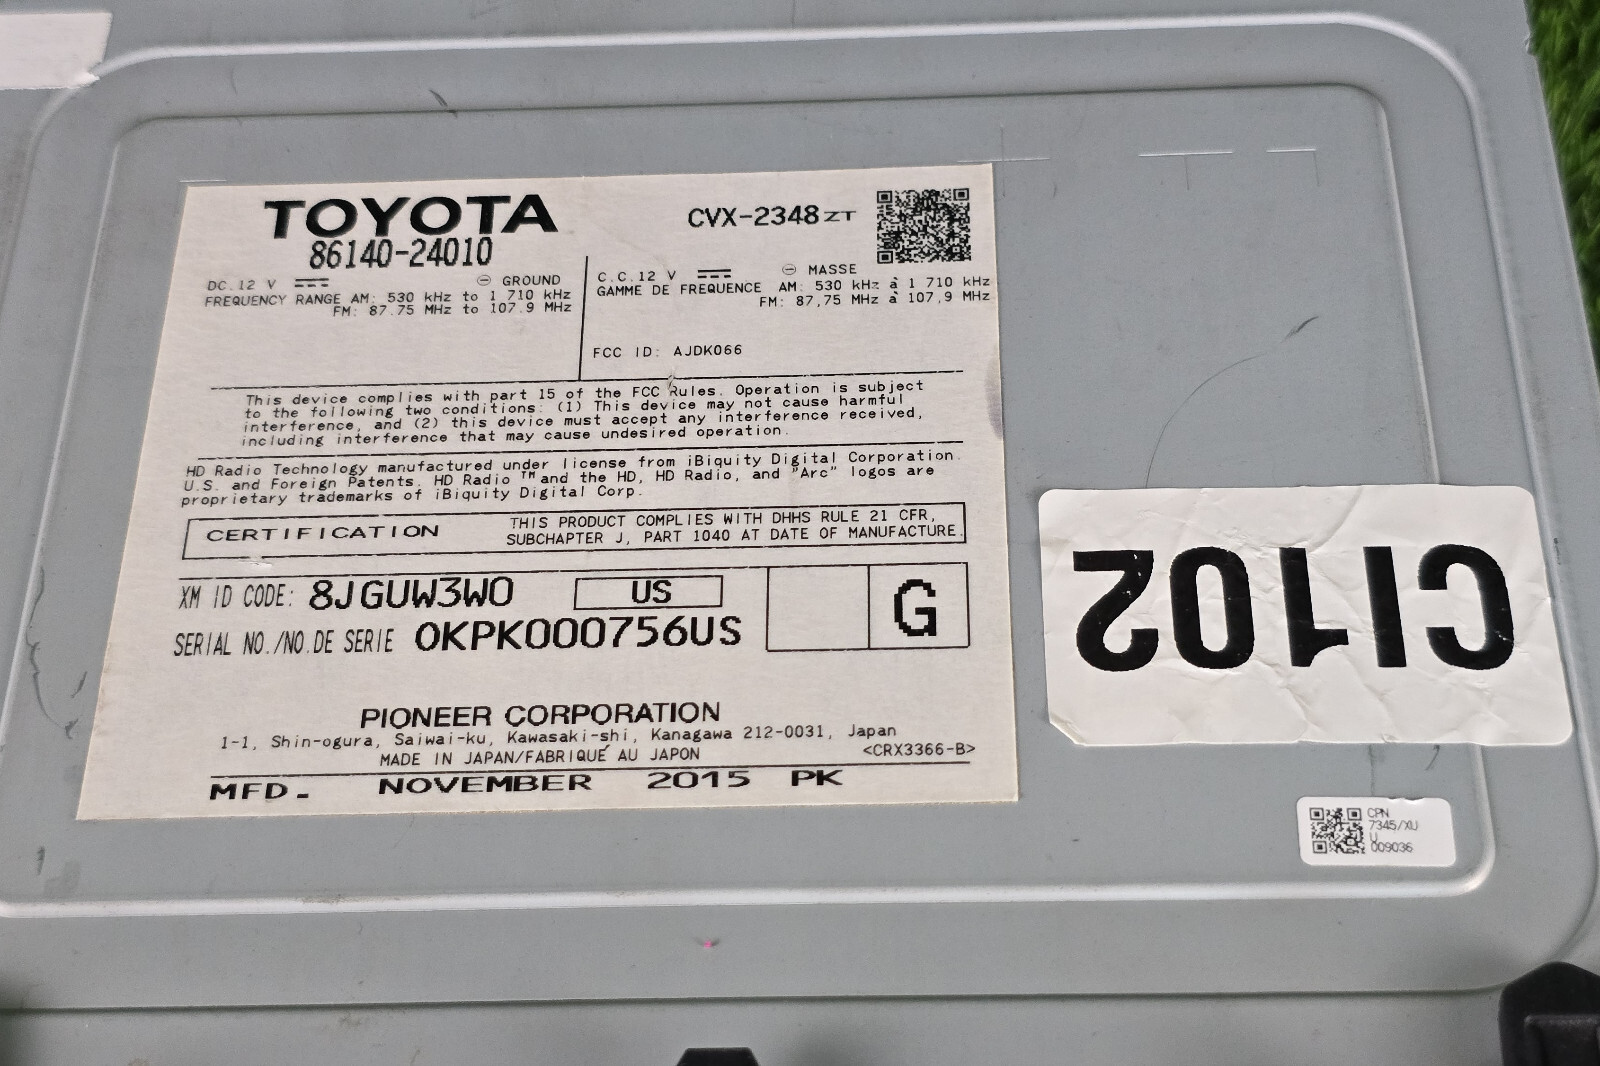 TOYOTA
86140-24010
CVX-2348ZT
DC.12 V ⊖ GROUND
FREQUENCY RANGE AM: 530 kHz to 1 710 kHz
FM: 87.75 MHz to 107.9 MHz
C.C.12 V ⊖ MASSE
GAMME DE FREQUENCE AM: 530 kHz à 1 710 kHz
FM: 87,75 MHz à 107,9 MHz
FCC ID: AJDK066
This device complies with part 15 of the FCC Rules. Operation is subject
to the following two conditions: (1) This device may not cause harmful
interference, and (2) this device must accept any interference received,
including interference that may cause undesired operation.
HD Radio Technology manufactured under license from iBiquity Digital Corporation.
U.S. and Foreign Patents. HD Radio™ and the HD, HD Radio, and "Arc" logos are
proprietary trademarks of iBiquity Digital Corp.
CERTIFICATION
THIS PRODUCT COMPLIES WITH DHHS RULE 21 CFR,
SUBCHAPTER J, PART 1040 AT DATE OF MANUFACTURE.
XM ID CODE: 8JGUW3W0 US
SERIAL NO./NO.DE SERIE 0KPK000756US
G
PIONEER CORPORATION
1-1, Shin-ogura, Saiwai-ku, Kawasaki-shi, Kanagawa 212-0031, Japan
MADE IN JAPAN/FABRIQUÉ AU JAPON <CRX3366-B>
MFD. NOVEMBER 2015 PK
CI102
CPN
7345/XU
U
009036